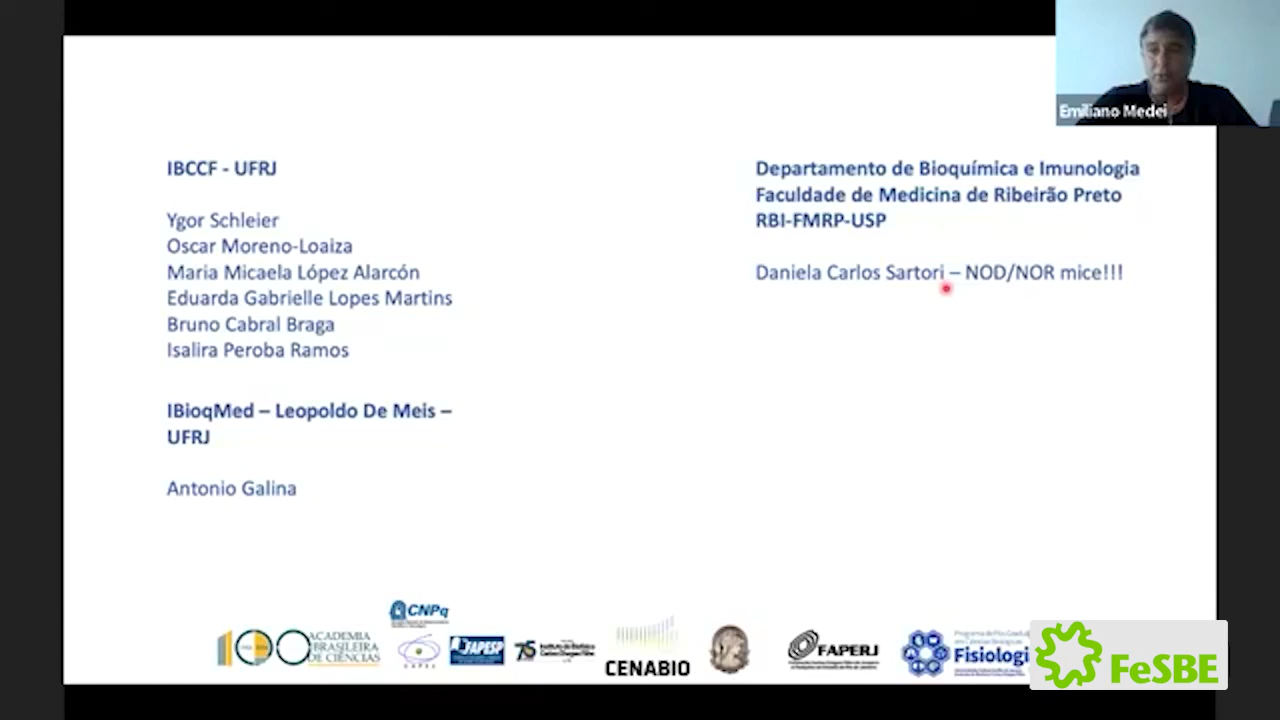 Emiliano Medei
IBCCF - UFRJ
Ygor Schleier
Oscar Moreno-Loaiza
Maria Micaela López Alarcón
Eduarda Gabrielle Lopes Martins
Bruno Cabral Braga
Isalira Peroba Ramos
IBioqMed – Leopoldo De Meis –
UFRJ
Antonio Galina
Departamento de Bioquímica e Imunologia
Faculdade de Medicina de Ribeirão Preto
RBI-FMRP-USP
Daniela Carlos Sartori – NOD/NOR mice!!!
100 ACADEMIA
BRASILEIRA
DE CIÊNCIAS
CNPq
FAPESP
75
CENABIO
FAPERJ
Fisiologi
FeSBE